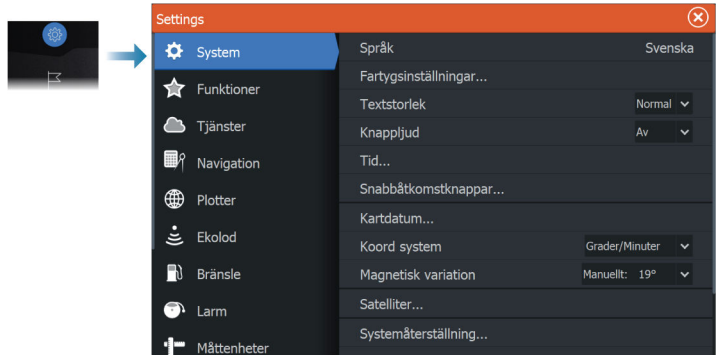 Settings
System
Funktioner
Tjänster
Navigation
Plotter
Ekolod
Bränsle
Larm
Måttenheter
Språk Svenska
Fartygsinställningar...
Textstorlek Normal
Knappljud Av
Tid...
Snabbåtkomstknappar...
Kartdatum...
Koord system Grader/Minuter
Magnetisk variation Manuellt: 19°
Satelliter...
Systemåterställning...